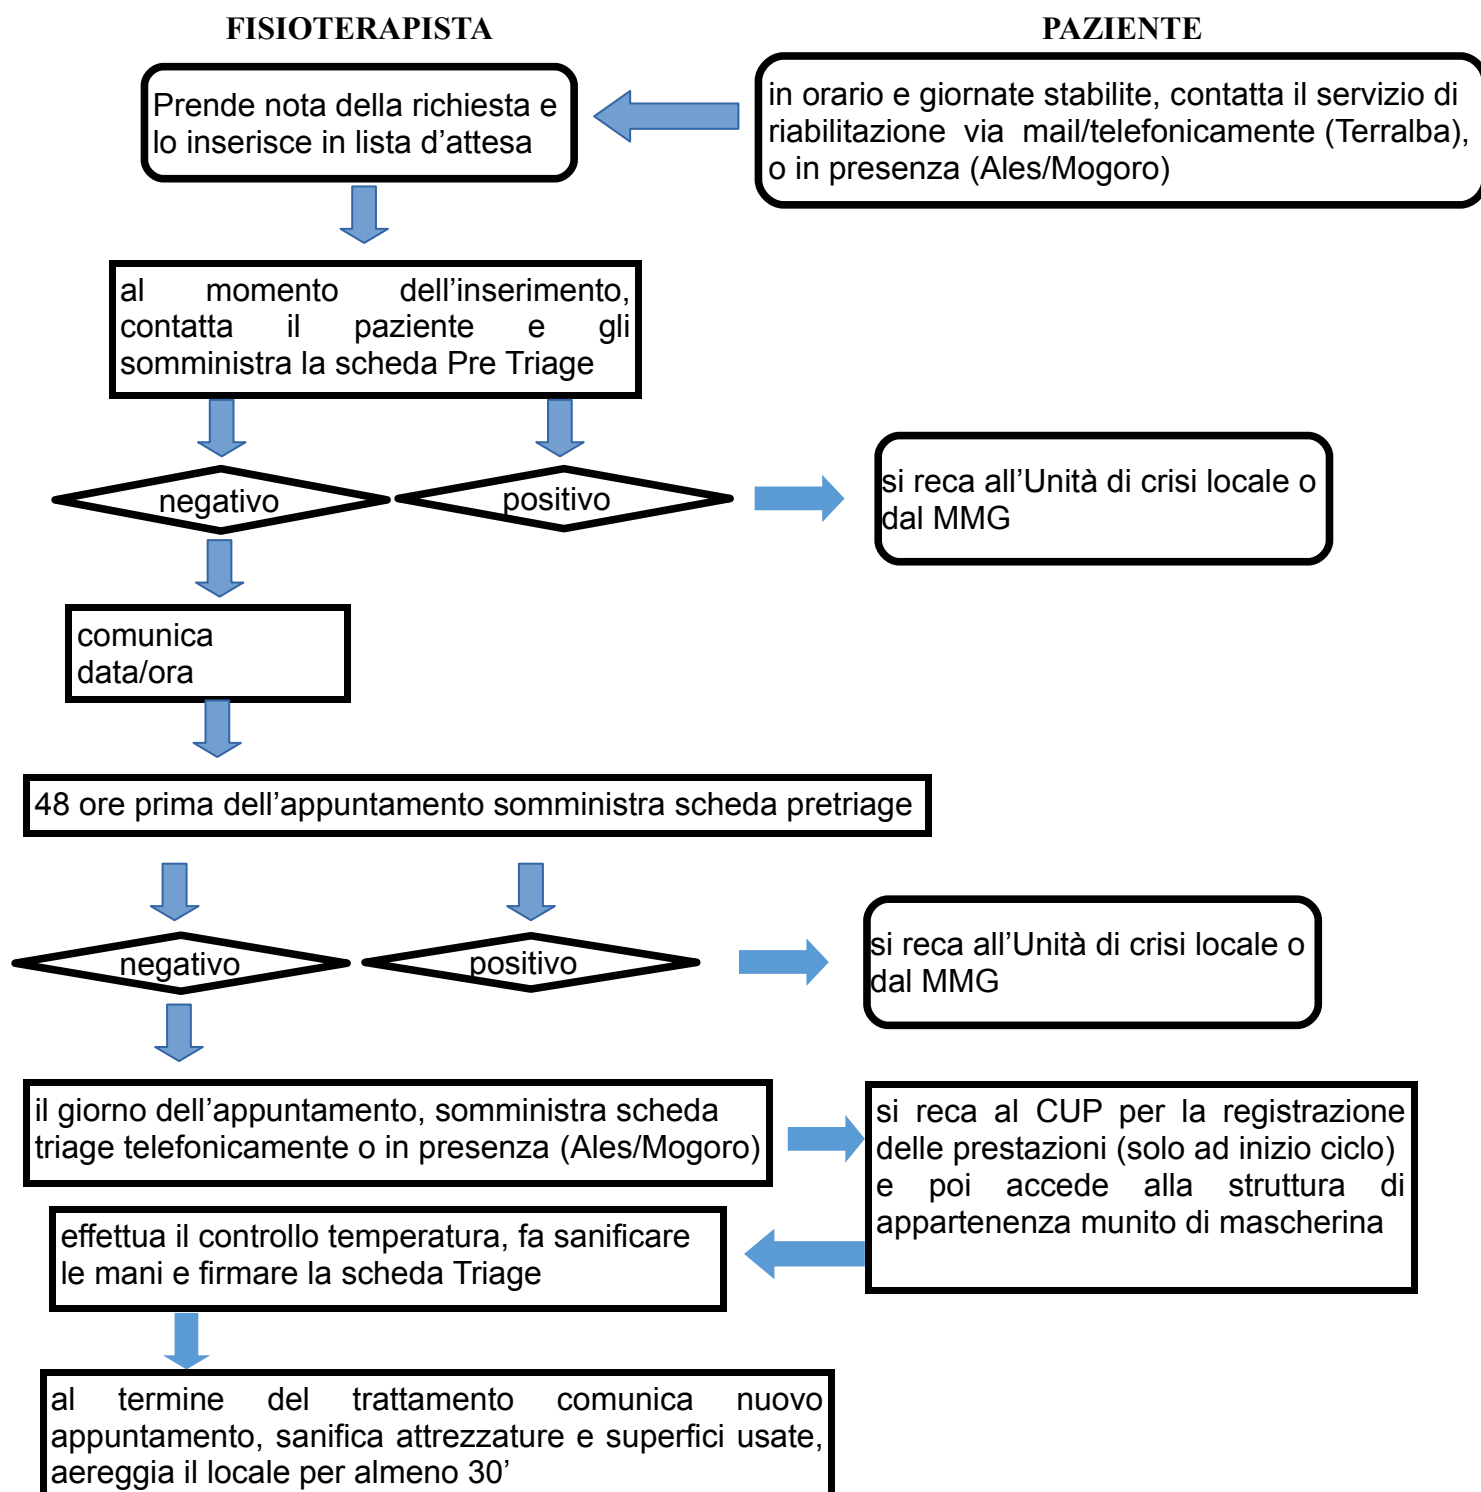 FISIOTERAPISTA
PAZIENTE
Prende nota della richiesta e
lo inserisce in lista d'attesa
in orario e giornate stabilite, contatta il servizio di
riabilitazione via mail/telefonicamente (Terralba),
o in presenza (Ales/Mogoro)
al momento dell'inserimento,
contatta il paziente e gli
somministra la scheda Pre Triage
negativo
positivo
si reca all'Unità di crisi locale o
dal MMG
comunica
data/ora
48 ore prima dell'appuntamento somministra scheda pretriage
negativo
positivo
si reca all'Unità di crisi locale o
dal MMG
il giorno dell'appuntamento, somministra scheda
triage telefonicamente o in presenza (Ales/Mogoro)
si reca al CUP per la registrazione
delle prestazioni (solo ad inizio ciclo)
e poi accede alla struttura di
appartenenza munito di mascherina
effettua il controllo temperatura, fa sanificare
le mani e firmare la scheda Triage
al termine del trattamento comunica nuovo
appuntamento, sanifica attrezzature e superfici usate,
aereggia il locale per almeno 30'